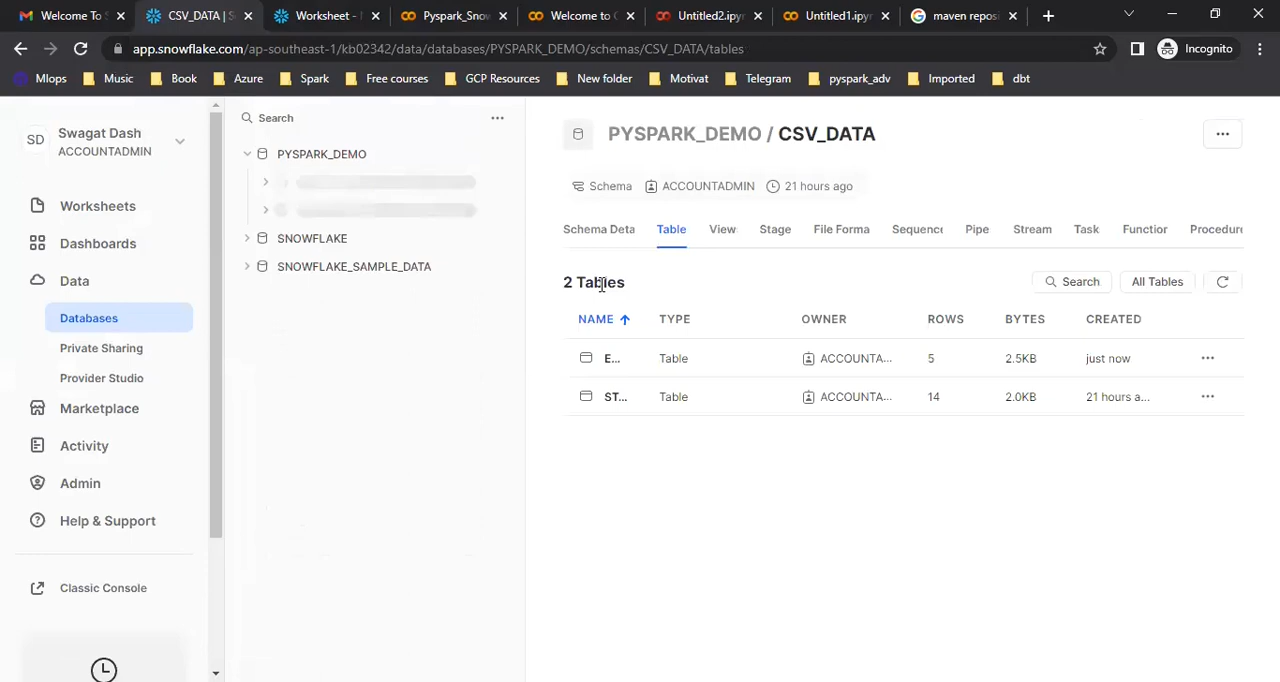 Welcome To S
CSV_DATA | S
Worksheet -
Pyspark_Snow
Welcome to C
Untitled2.ipyn
Untitled1.ipyn
maven reposi
app.snowflake.com/ap-southeast-1/kb02342/data/databases/PYSPARK_DEMO/schemas/CSV_DATA/tables
Incognito
Mlops
Music
Book
Azure
Spark
Free courses
GCP Resources
New folder
Motivat
Telegram
pyspark_adv
Imported
dbt
SD
Swagat Dash
ACCOUNTADMIN
Worksheets
Dashboards
Data
Databases
Private Sharing
Provider Studio
Marketplace
Activity
Admin
Help & Support
Classic Console
Search
PYSPARK_DEMO
SNOWFLAKE
SNOWFLAKE_SAMPLE_DATA
PYSPARK_DEMO / CSV_DATA
Schema ACCOUNTADMIN 21 hours ago
Schema Deta Table View Stage File Forma Sequence Pipe Stream Task Function Procedure
2 Tables
Search
All Tables
NAME TYPE OWNER ROWS BYTES CREATED
E... Table ACCOUNTA... 5 2.5KB just now ...
ST... Table ACCOUNTA... 14 2.0KB 21 hours a... ...